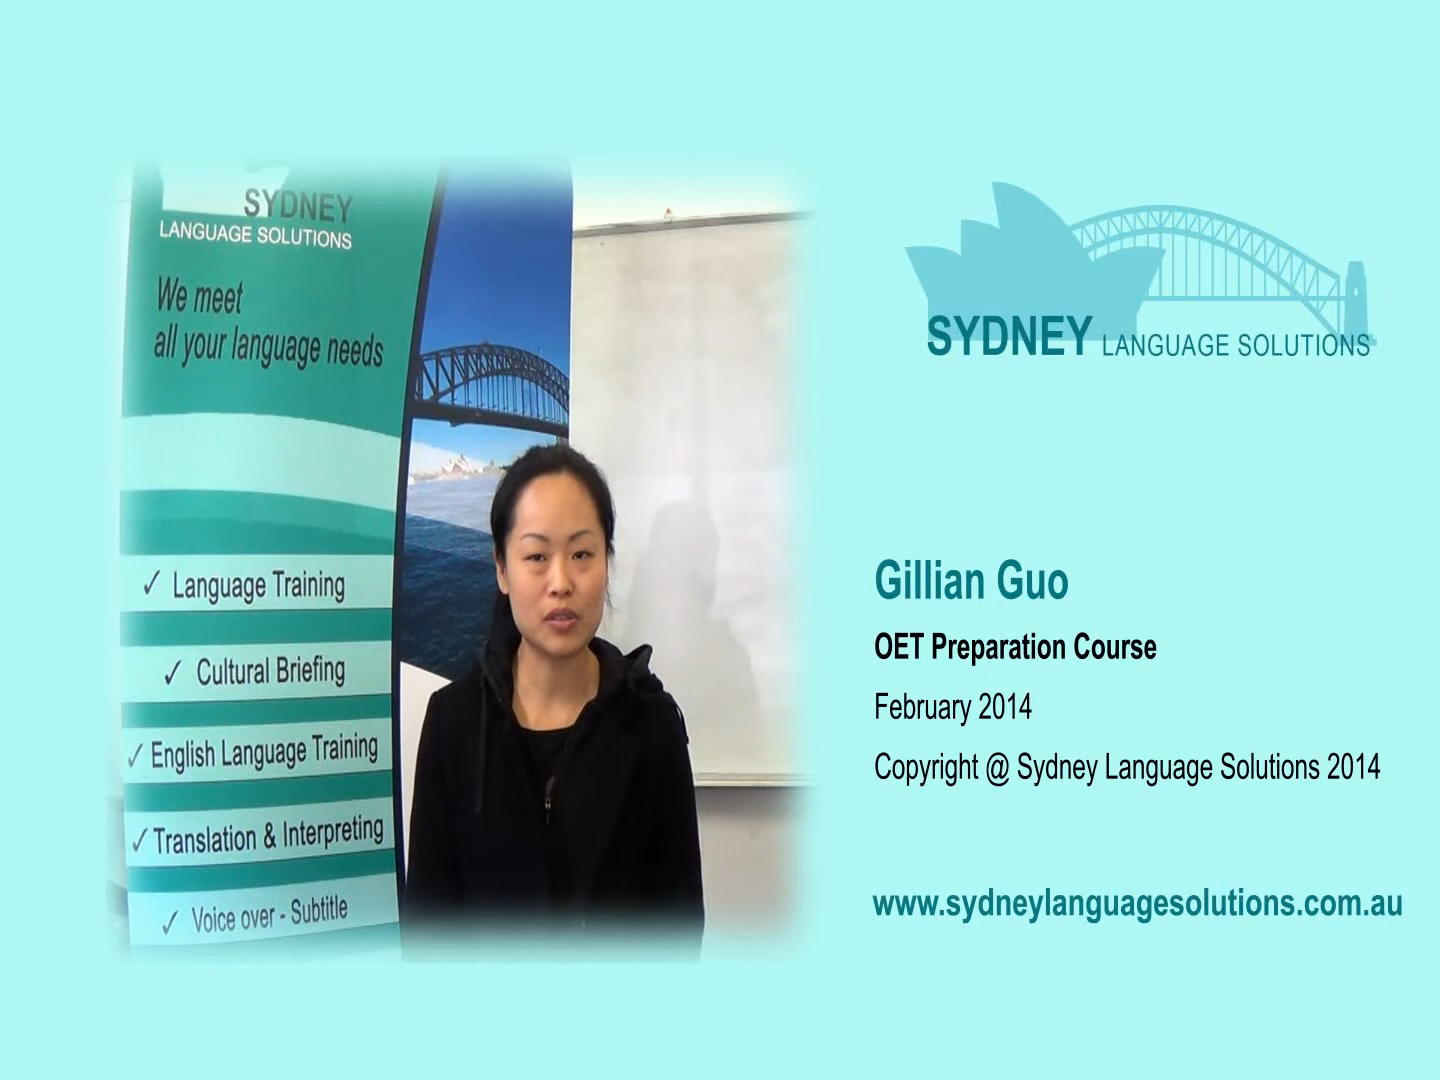 SYDNEY
LANGUAGE SOLUTIONS
We meet
all your language needs
✓ Language Training
✓ Cultural Briefing
✓ English Language Training
✓ Translation & Interpreting
✓ Voice over - Subtitle
SYDNEY LANGUAGE SOLUTIONS
Gillian Guo
OET Preparation Course
February 2014
Copyright @ Sydney Language Solutions 2014
www.sydneylanguagesolutions.com.au